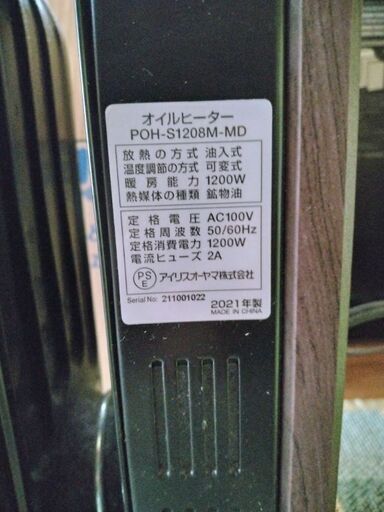 オイルヒーター
POH-S1208M-MD
放熱の方式 油入式
温度調節の方式 可変式
暖房能力 1200W
熱媒体の種類 鉱物油
定格電圧 AC100V
定格周波数 50/60Hz
定格消費電力 1200W
電流ヒューズ 2A
PSE アイリスオーヤマ株式会社
Serial No: 211001022 2021年製
MADE IN CHINA